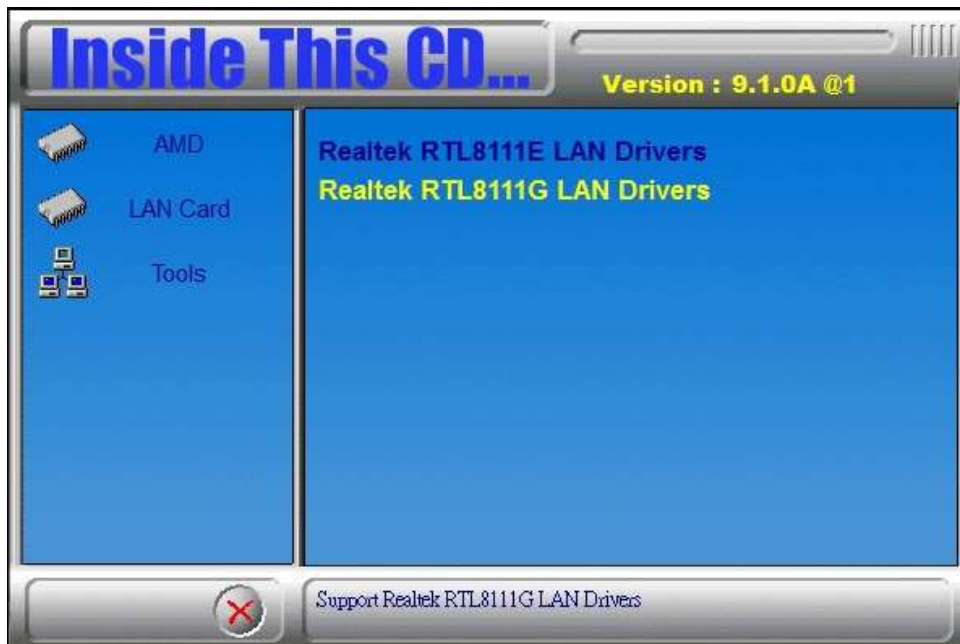 Inside This CD...
Version : 9.1.0A @1
AMD
LAN Card
Tools
Realtek RTL8111E LAN Drivers
Realtek RTL8111G LAN Drivers
Support Realtek RTL8111G LAN Drivers